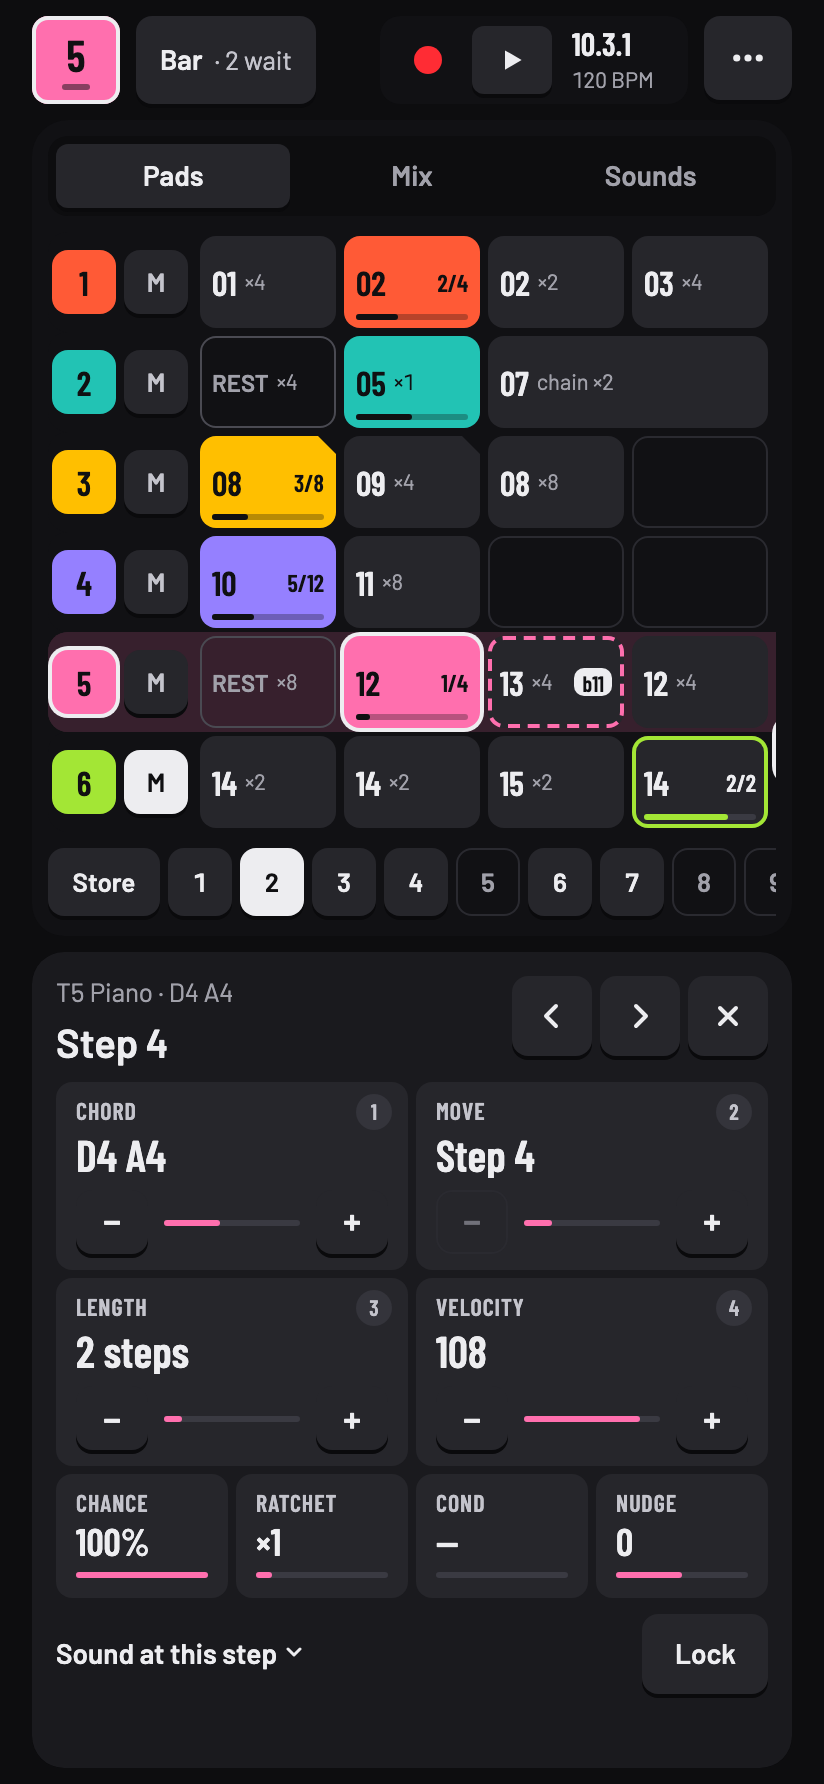 5 Bar · 2 wait 10.3.1 •••
120 BPM
Pads Mix Sounds
1 M 01 ×4 02 2/4 02 ×2 03 ×4
2 M REST ×4 05 ×1 07 chain ×2
3 M 08 3/8 09 ×4 08 ×8
4 M 10 5/12 11 ×8
5 M REST ×8 12 1/4 13 ×4 b11 12 ×4
6 M 14 ×2 14 ×2 15 ×2 14 2/2
Store 1 2 3 4 5 6 7 8 9
T5 Piano · D4 A4
Step 4
CHORD 1 MOVE 2
D4 A4 Step 4
− + − +
LENGTH 3 VELOCITY 4
2 steps 108
− + − +
CHANCE RATCHET COND NUDGE
100% ×1 – 0
Sound at this step Lock